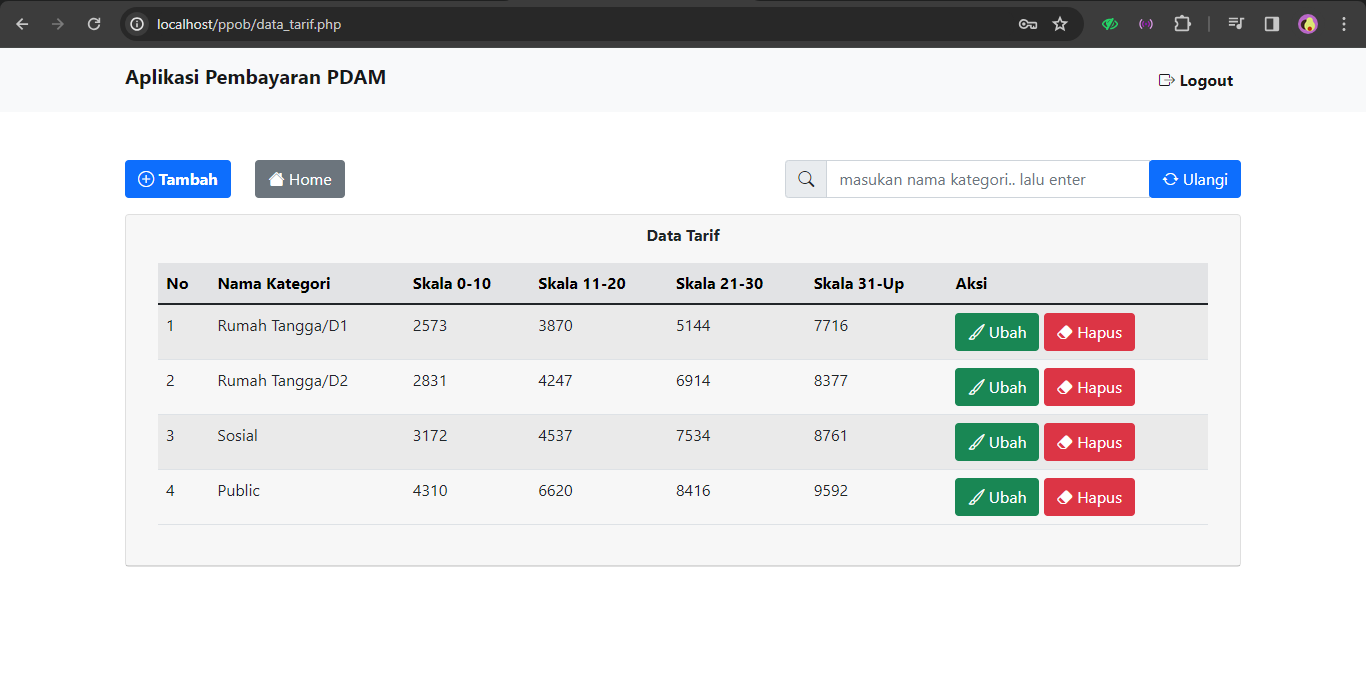 localhost/ppob/data_tarif.php
Aplikasi Pembayaran PDAM
Logout
Tambah Home masukan nama kategori.. lalu enter Ulangi
Data Tarif
No Nama Kategori Skala 0-10 Skala 11-20 Skala 21-30 Skala 31-Up Aksi
1 Rumah Tangga/D1 2573 3870 5144 7716 Ubah Hapus
2 Rumah Tangga/D2 2831 4247 6914 8377 Ubah Hapus
3 Sosial 3172 4537 7534 8761 Ubah Hapus
4 Public 4310 6620 8416 9592 Ubah Hapus